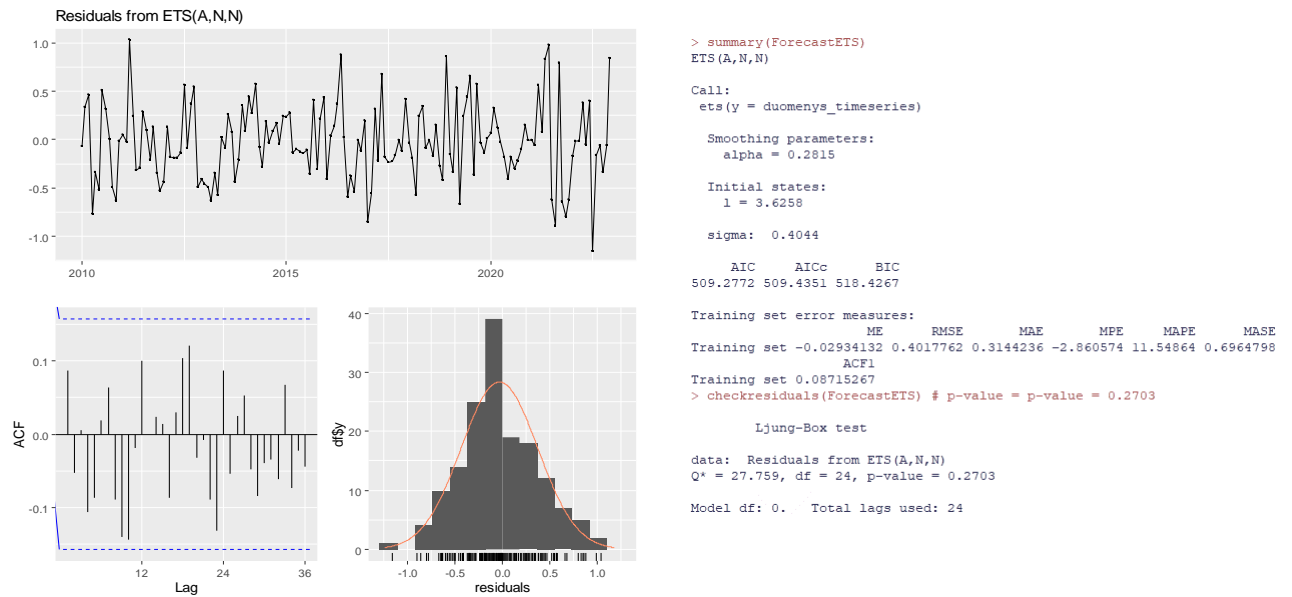 Residuals from ETS(A,N,N)
1.0
0.5
0.0
-0.5
-1.0
2010 2015 2020
0.1
0.0
-0.1
ACF
12 24 36
Lag
40
30
20
10
0
df$y
-1.0 -0.5 0.0 0.5 1.0
residuals
> summary(ForecastETS)
ETS(A,N,N)
Call:
ets(y = duomenys_timeseries)
Smoothing parameters:
alpha = 0.2815
Initial states:
l = 3.6258
sigma: 0.4044
AIC AICc BIC
509.2772 509.4351 518.4267
Training set error measures:
ME RMSE MAE MPE MAPE MASE
Training set -0.02934132 0.4017762 0.3144236 -2.860574 11.54864 0.6964798
ACF1
Training set 0.08715267
> checkresiduals(ForecastETS) # p-value = p-value = 0.2703
Ljung-Box test
data: Residuals from ETS(A,N,N)
Q* = 27.759, df = 24, p-value = 0.2703
Model df: 0. Total lags used: 24